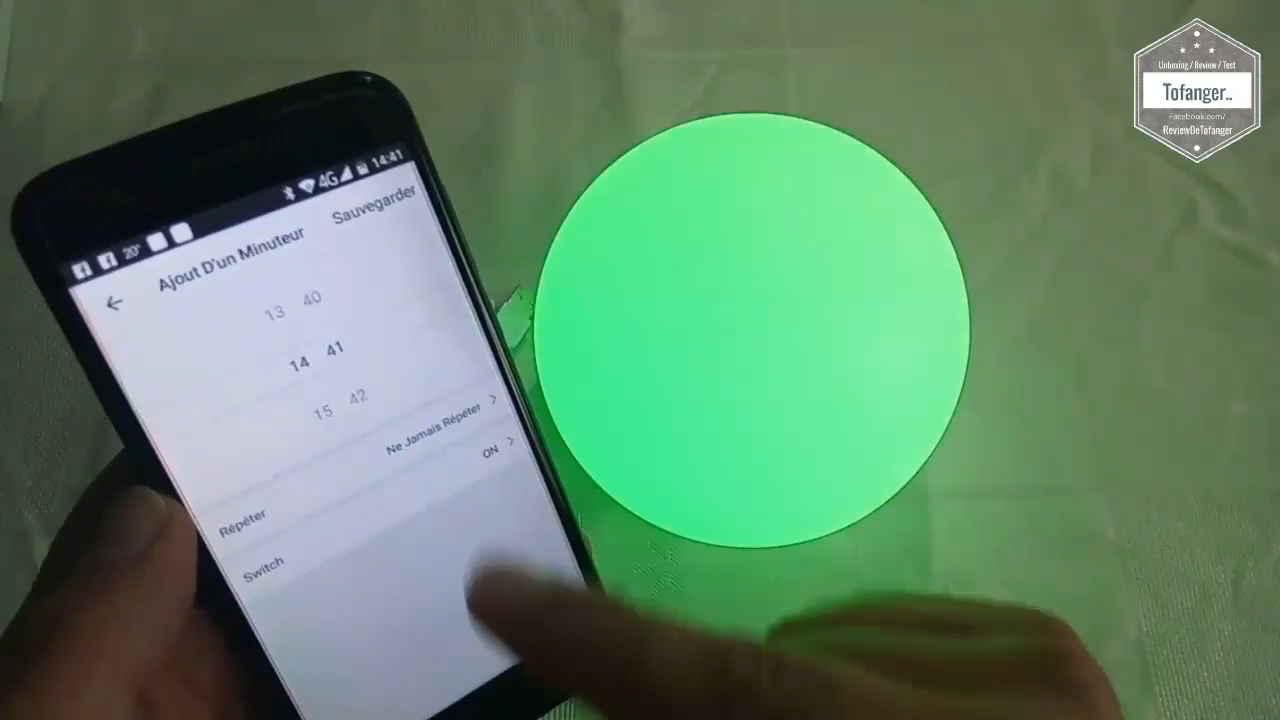 20°
4G
14:41
Ajout D'un Minuteur
Sauvegarder
13 40
14 41
15 42
Répéter
Ne Jamais Répéter
Switch
ON
Unboxing / Review / Test
Tofanger..
Facebook.com/
ReviewDeTofanger